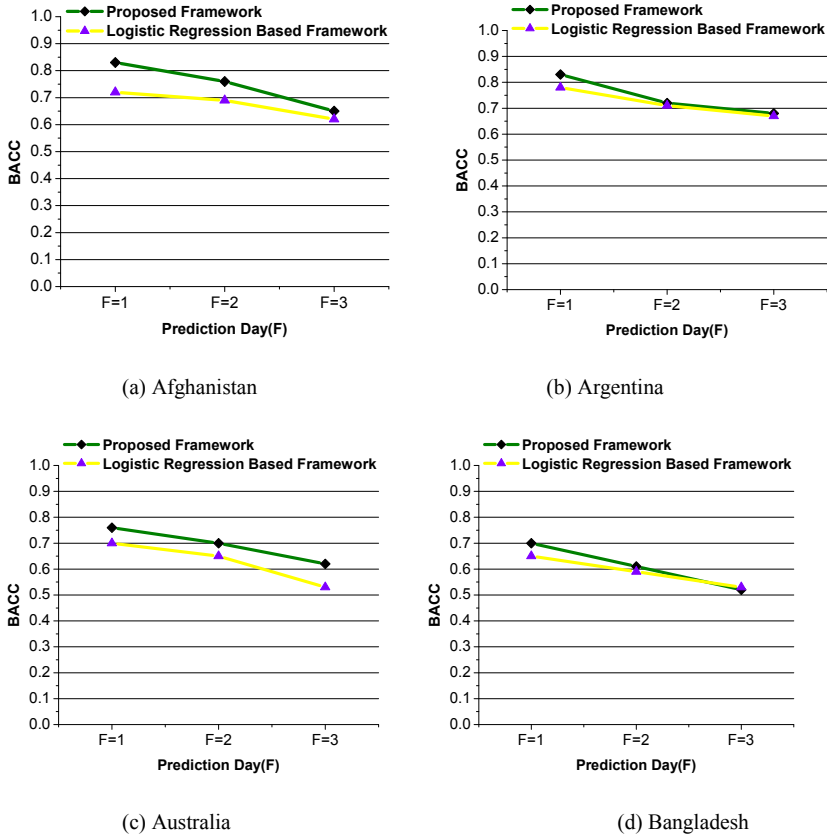 Proposed Framework
Logistic Regression Based Framework
1.0
0.9
0.8
0.7
0.6
0.5
0.4
0.3
0.2
0.1
0.0
BACC
F=1 F=2 F=3
Prediction Day(F)
(a) Afghanistan
Proposed Framework
Logistic Regression Based Framework
1.0
0.9
0.8
0.7
0.6
0.5
0.4
0.3
0.2
0.1
0.0
BACC
F=1 F=2 F=3
Prediction Day(F)
(b) Argentina
Proposed Framework
Logistic Regression Based Framework
1.0
0.9
0.8
0.7
0.6
0.5
0.4
0.3
0.2
0.1
0.0
BACC
F=1 F=2 F=3
Prediction Day(F)
(c) Australia
Proposed Framework
Logistic Regression Based Framework
1.0
0.9
0.8
0.7
0.6
0.5
0.4
0.3
0.2
0.1
0.0
BACC
F=1 F=2 F=3
Prediction Day(F)
(d) Bangladesh